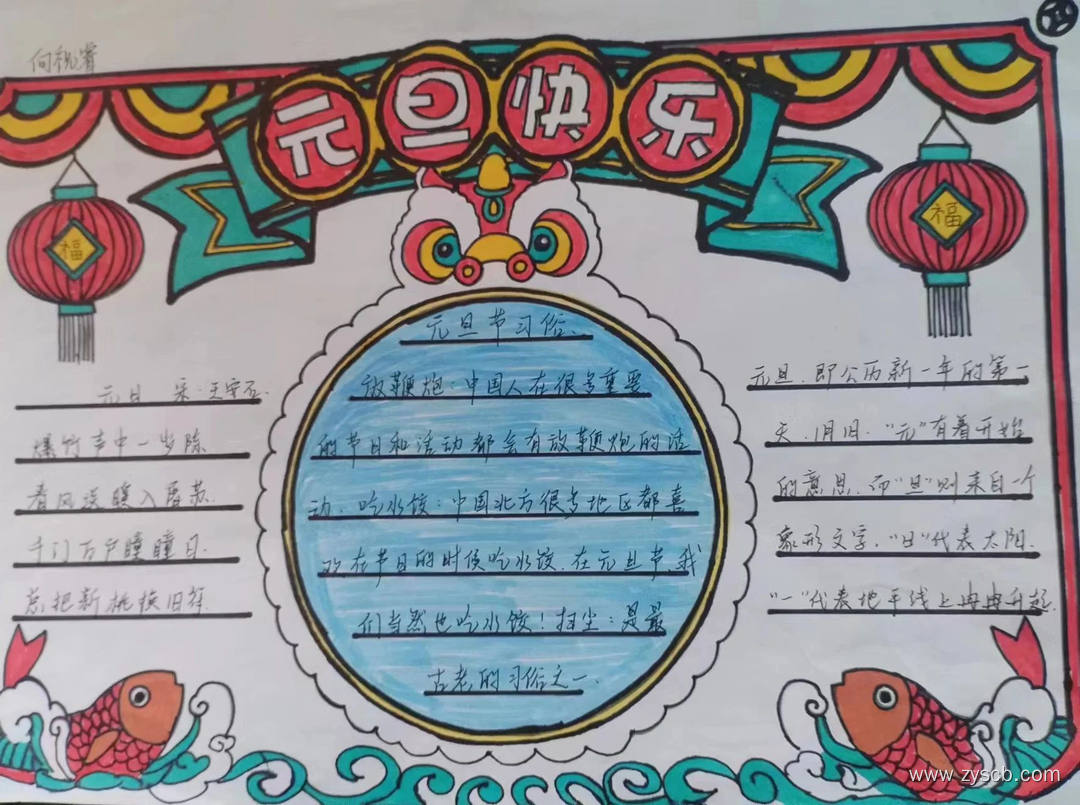 向祝睿
元旦快乐
福
福
元日 宋:王安石
爆竹声中一岁除
春风送暖入屠苏.
千门万户瞳瞳日.
总把新桃换旧符.
元旦节习俗、
放鞭炮:中国人在很多重要
的节日和活动都会有放鞭炮的活
动、吃水饺:中国北方很多地区都喜
欢在节日的时候吃水饺.在元旦节、我
们当然也吃水饺!扫尘:是最
古老的习俗之一.
元旦.即公历新一年的第一
天.1月1日."元"有着开始
的意思.而"旦"则来自一个
象形文字."日"代表太阳.
"一"代表地平线上冉冉升起.
www.zyscb.com